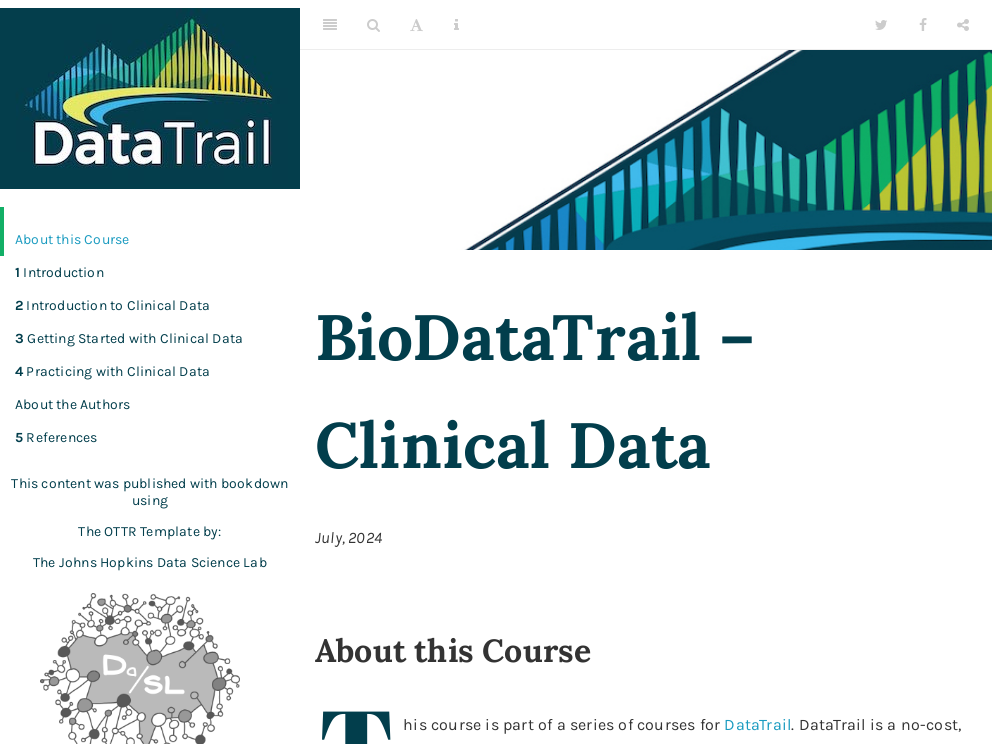 DataTrail
About this Course
1 Introduction
2 Introduction to Clinical Data
3 Getting Started with Clinical Data
4 Practicing with Clinical Data
About the Authors
5 References
This content was published with bookdown
using
The OTTR Template by:
The Johns Hopkins Data Science Lab
DaSL
A
i
BioDataTrail –
Clinical Data
July, 2024
About this Course
This course is part of a series of courses for DataTrail. DataTrail is a no-cost,